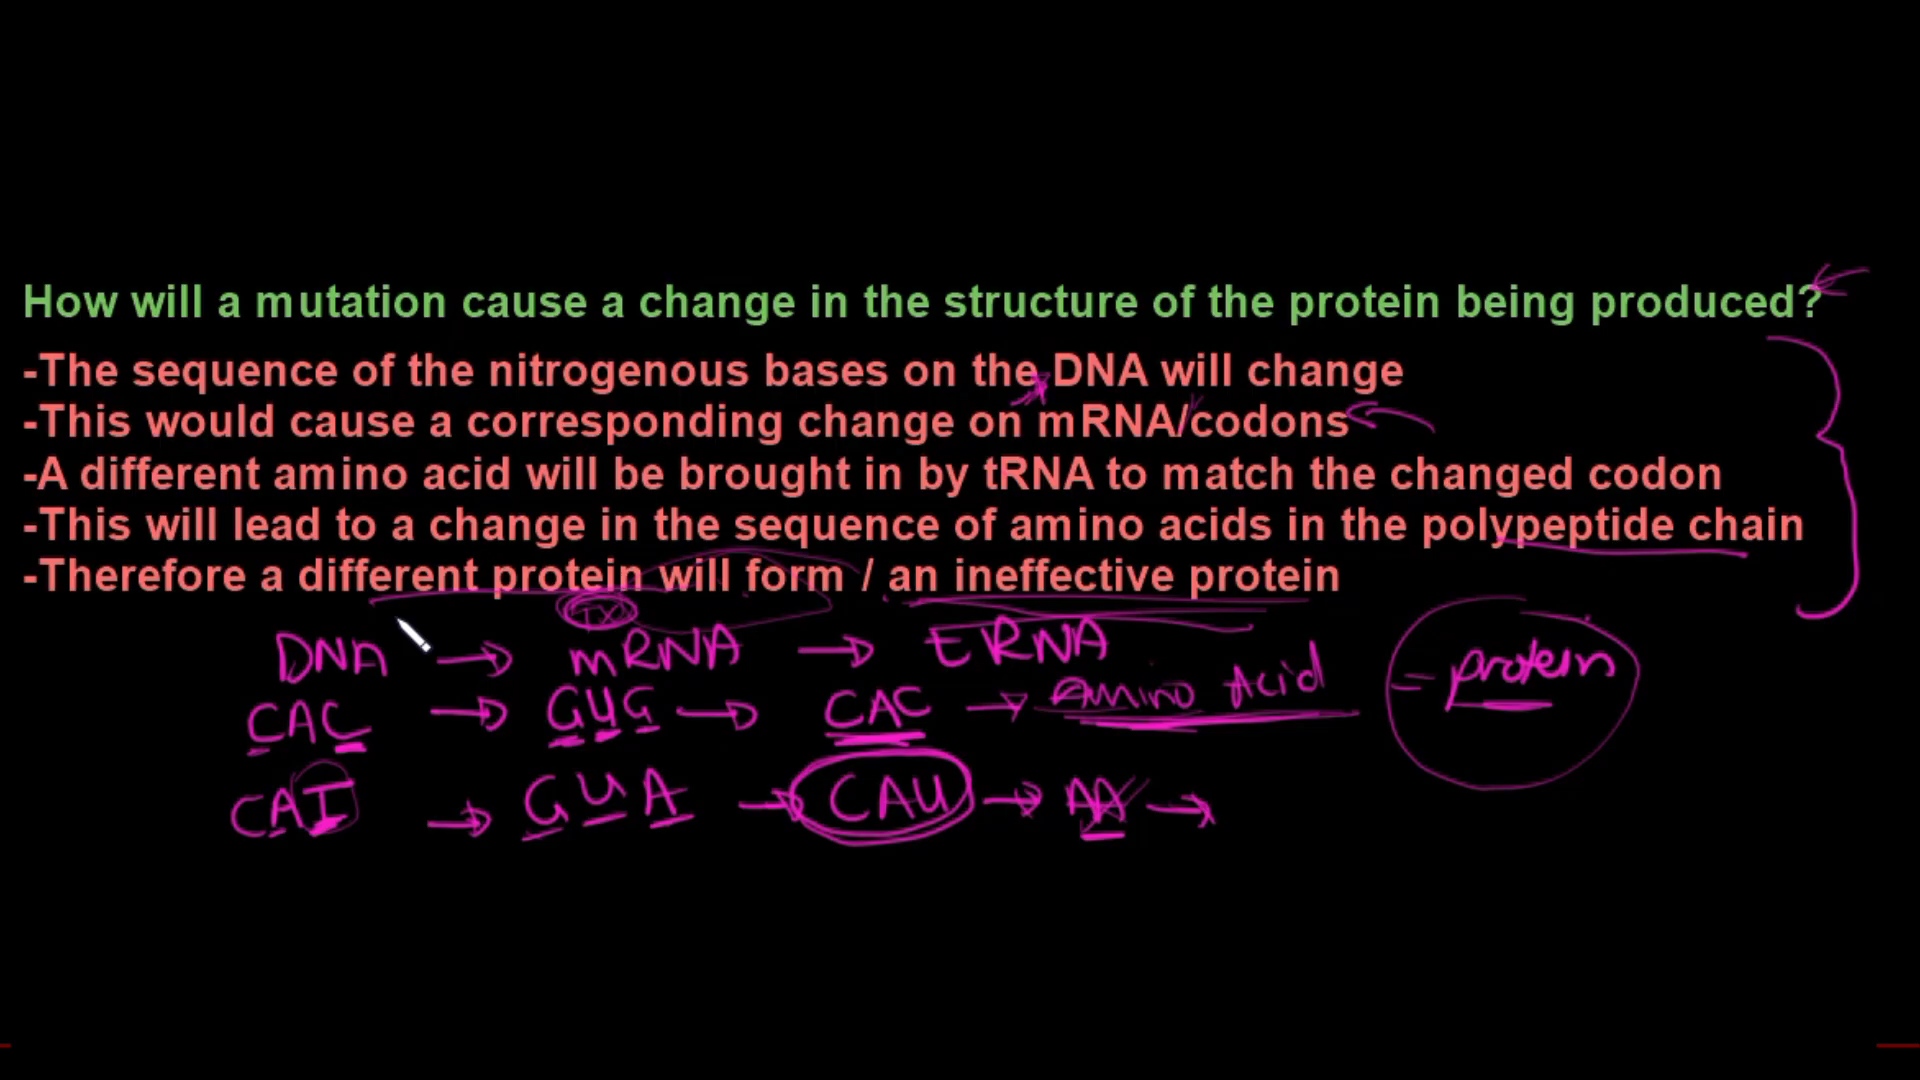 How will a mutation cause a change in the structure of the protein being produced?
-The sequence of the nitrogenous bases on the DNA will change
-This would cause a corresponding change on mRNA/codons
-A different amino acid will be brought in by tRNA to match the changed codon
-This will lead to a change in the sequence of amino acids in the polypeptide chain
-Therefore a different protein will form / an ineffective protein
TX
DNA → mRNA → tRNA
CAC → GUG → CAC → Amino Acid = protein
CAT → GUA → CAU → AA →